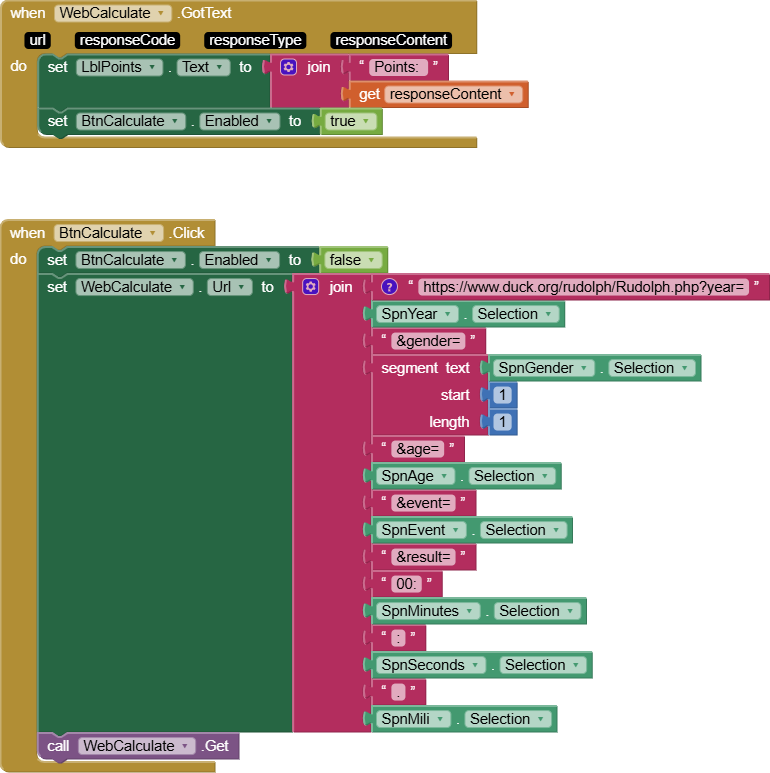 when WebCalculate .GotText
url responseCode responseType responseContent
do set LblPoints . Text to join “ Points: ”
get responseContent
set BtnCalculate . Enabled to true
when BtnCalculate .Click
do set BtnCalculate . Enabled to false
set WebCalculate . Url to join ? “ https://www.duck.org/rudolph/Rudolph.php?year= ”
SpnYear . Selection
“ &gender= ”
segment text SpnGender . Selection
start 1
length 1
“ &age= ”
SpnAge . Selection
“ &event= ”
SpnEvent . Selection
“ &result= ”
“ 00: ”
SpnMinutes . Selection
“ : ”
SpnSeconds . Selection
“ . ”
SpnMili . Selection
call WebCalculate .Get